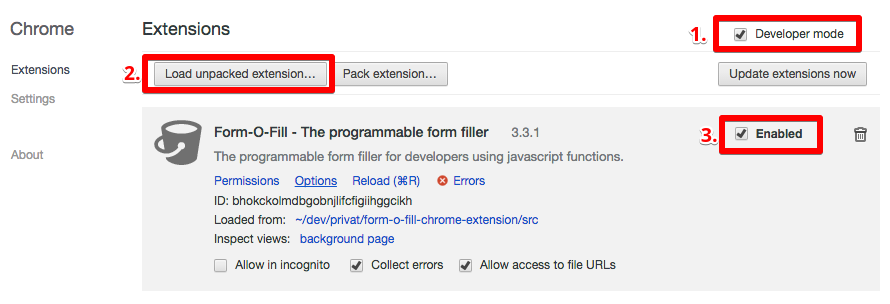 Chrome
Extensions
1. Developer mode
Extensions
2. Load unpacked extension... Pack extension... Update extensions now
Settings
Form-O-Fill - The programmable form filler 3.3.1 3. Enabled
The programmable form filler for developers using javascript functions.
About
Permissions Options Reload (⌘R) Errors
ID: bhokckolmdbgobnjlifcfigiihggcikh
Loaded from: ~/dev/privat/form-o-fill-chrome-extension/src
Inspect views: background page
Allow in incognito Collect errors Allow access to file URLs